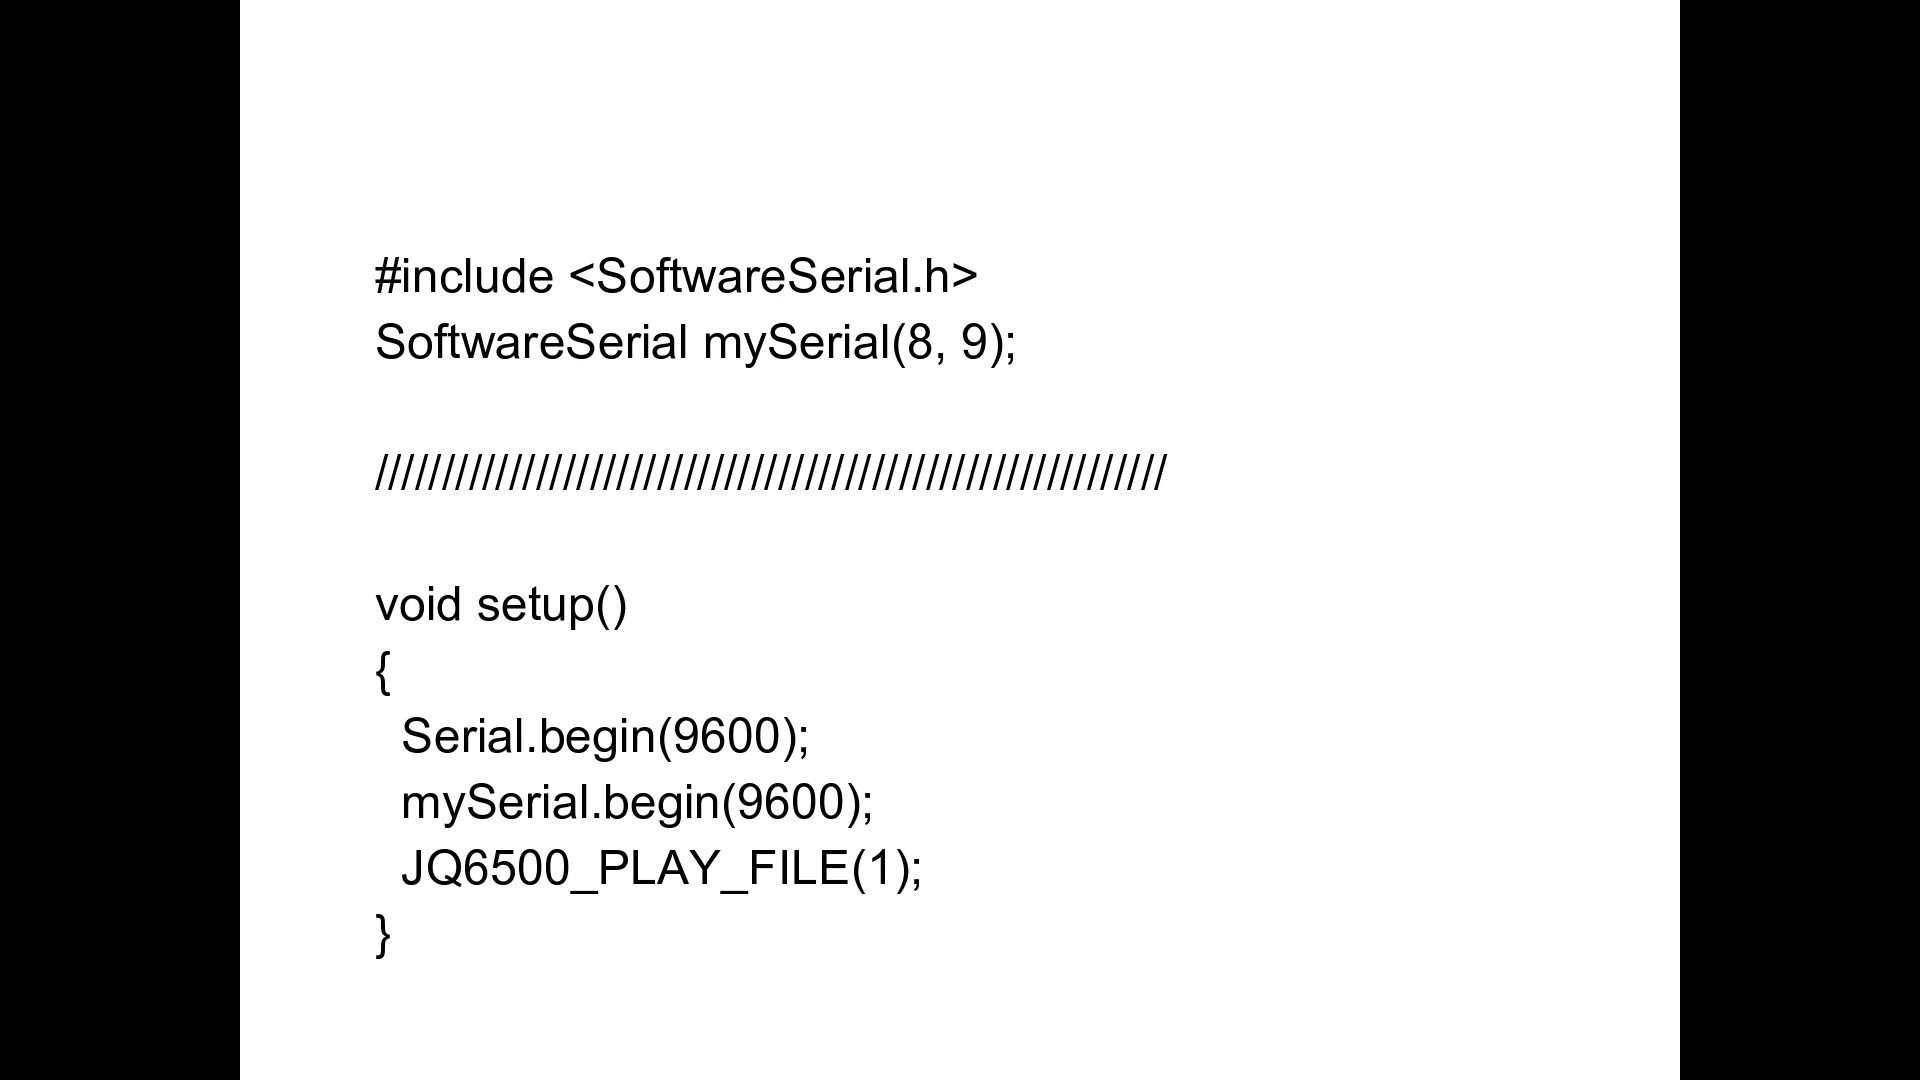 #include <SoftwareSerial.h>
SoftwareSerial mySerial(8, 9);
///////////////////////////////////////////////////////////
void setup()
{
Serial.begin(9600);
mySerial.begin(9600);
JQ6500_PLAY_FILE(1);
}